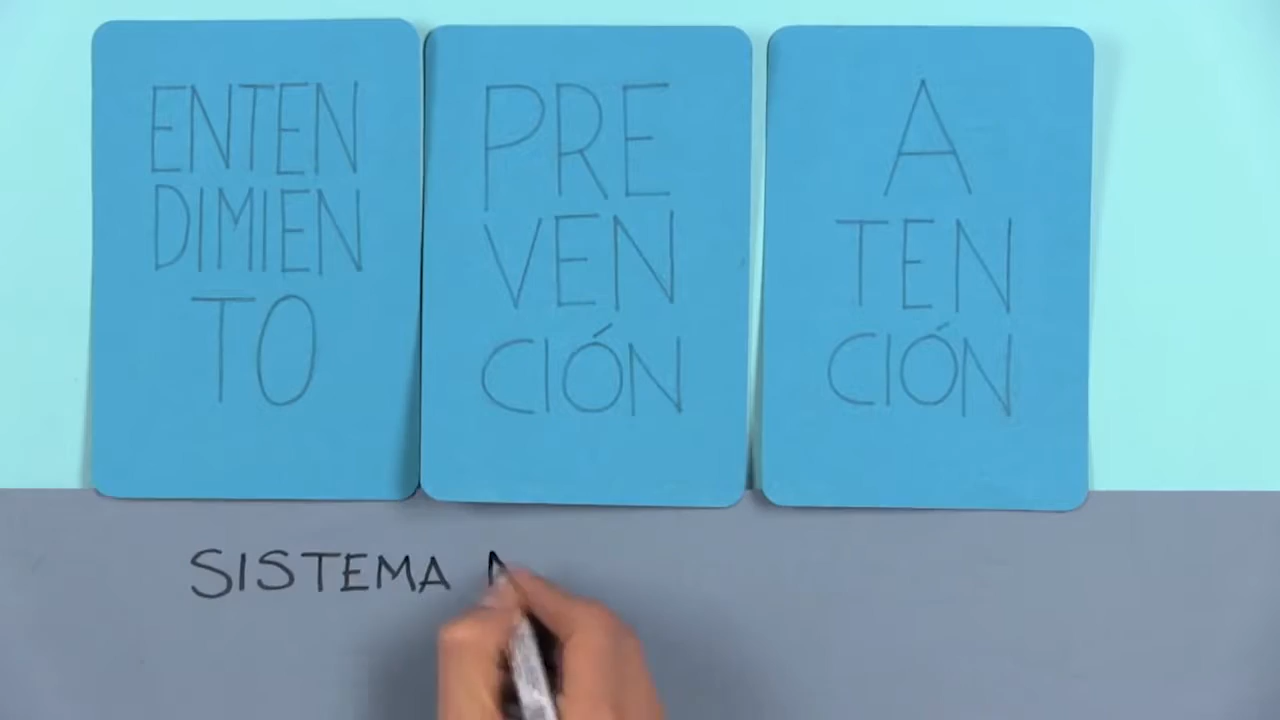 ENTEN
DIMIEN
TO
PRE
VEN
CIÓN
A
TEN
CIÓN
SISTEMA